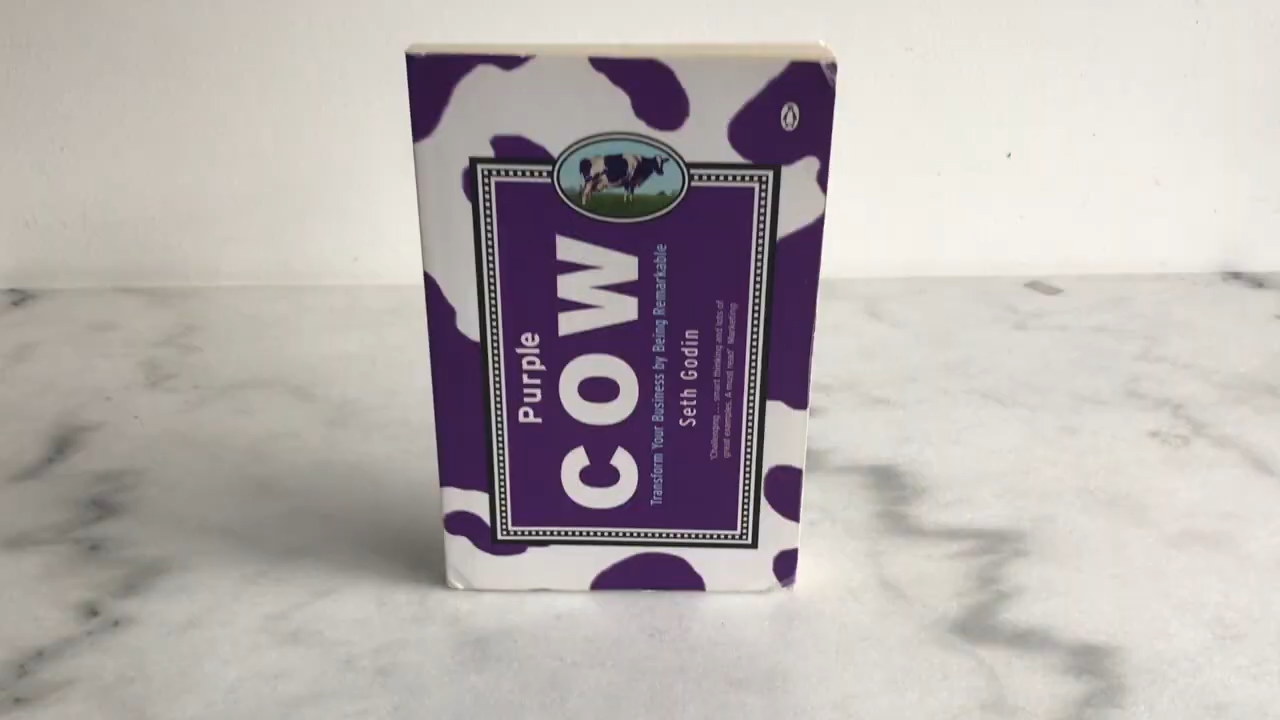 Purple
COW
Transform Your Business by Being Remarkable
Seth Godin
'Challenging ... smart thinking and lots of
great examples. A must read' Marketing